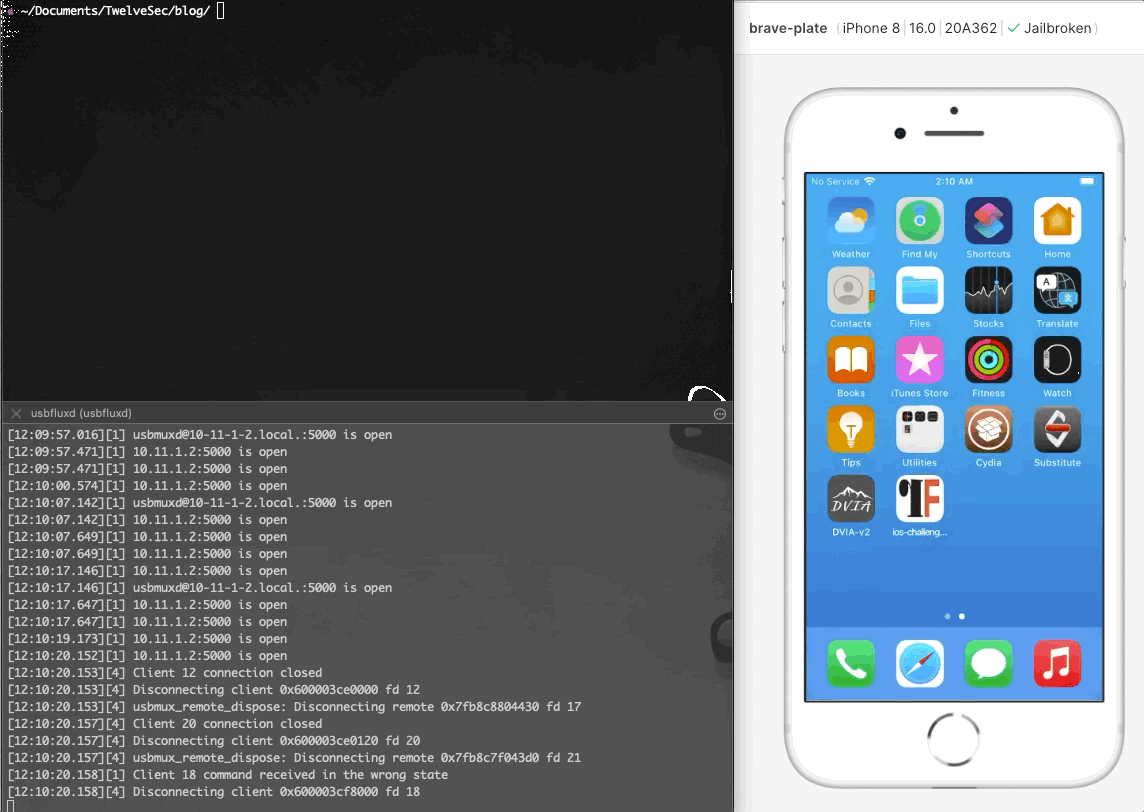 ~/Documents/TwelveSec/blog/
usbfluxd (usbfluxd)
[12:09:57.016][1] usbmuxd@10-11-1-2.local.:5000 is open
[12:09:57.471][1] 10.11.1.2:5000 is open
[12:09:57.471][1] 10.11.1.2:5000 is open
[12:10:00.574][1] 10.11.1.2:5000 is open
[12:10:07.142][1] usbmuxd@10-11-1-2.local.:5000 is open
[12:10:07.142][1] 10.11.1.2:5000 is open
[12:10:07.649][1] 10.11.1.2:5000 is open
[12:10:07.649][1] 10.11.1.2:5000 is open
[12:10:17.146][1] 10.11.1.2:5000 is open
[12:10:17.146][1] usbmuxd@10-11-1-2.local.:5000 is open
[12:10:17.647][1] 10.11.1.2:5000 is open
[12:10:17.647][1] 10.11.1.2:5000 is open
[12:10:19.173][1] 10.11.1.2:5000 is open
[12:10:20.152][1] 10.11.1.2:5000 is open
[12:10:20.153][4] Client 12 connection closed
[12:10:20.153][4] Disconnecting client 0x600003ce0000 fd 12
[12:10:20.153][4] usbmux_remote_dispose: Disconnecting remote 0x7fb8c8804430 fd 17
[12:10:20.157][4] Client 20 connection closed
[12:10:20.157][4] Disconnecting client 0x600003ce0120 fd 20
[12:10:20.157][4] usbmux_remote_dispose: Disconnecting remote 0x7fb8c7f043d0 fd 21
[12:10:20.158][1] Client 18 command received in the wrong state
[12:10:20.158][4] Disconnecting client 0x600003cf8000 fd 18
brave-plate ( iPhone 8 | 16.0 | 20A362 | ✓ Jailbroken )
No Service 2:10 AM
Weather Find My Shortcuts Home
A 文
Contacts Files Stocks Translate
Books iTunes Store Fitness Watch
Tips Utilities Cydia Substitute
DVIA TF
DVIA-v2 ios-challeng...